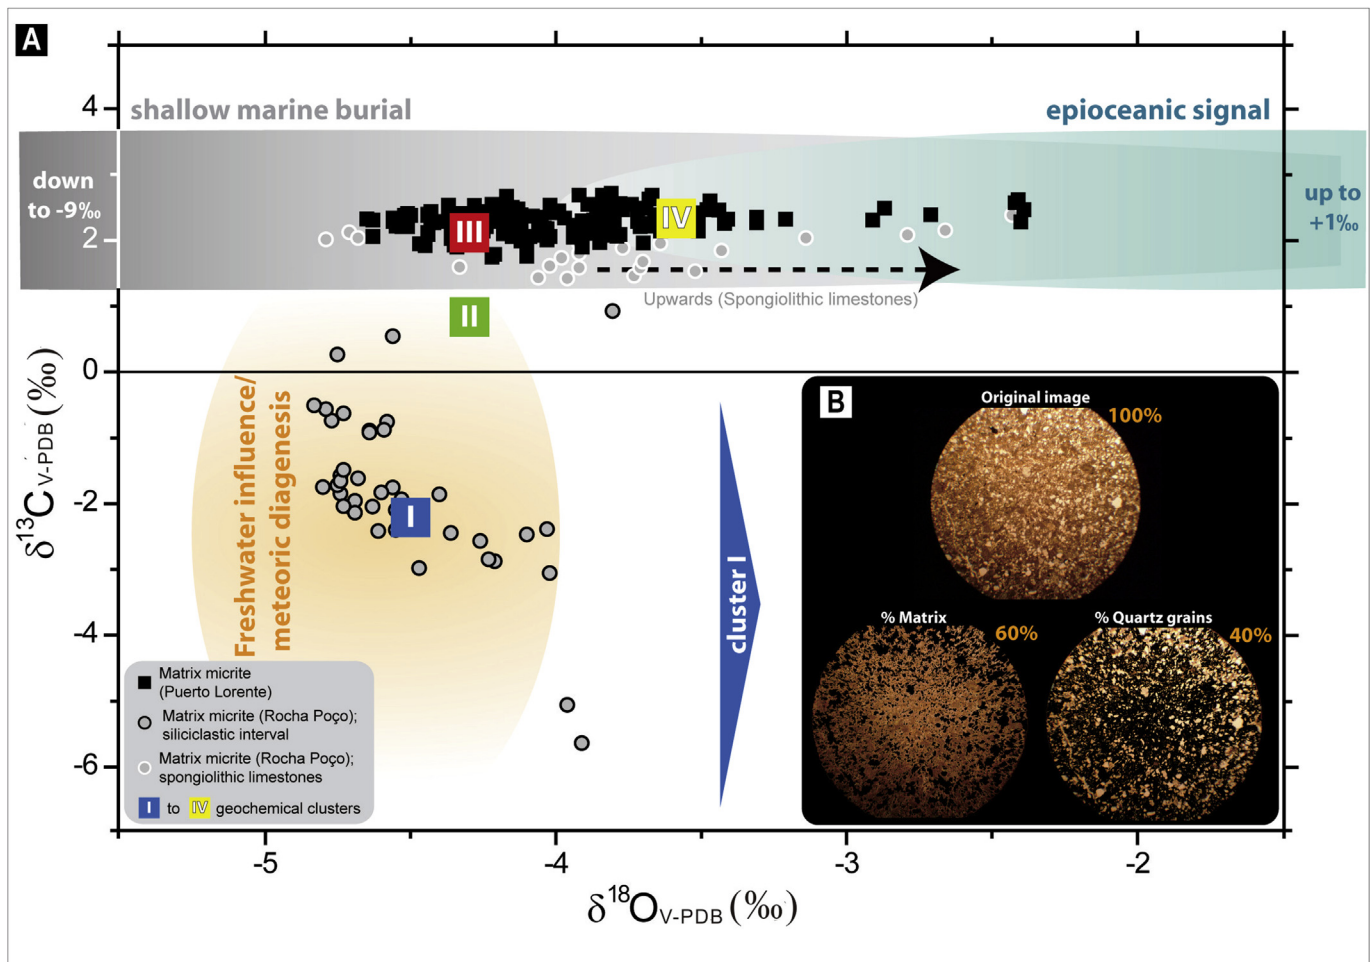 A
shallow marine burial
epioceanic signal
down
to -9‰
up to
+1‰
III
IV
Upwards (Spongiolithic limestones)
II
I
Freshwater influence/
meteoric diagenesis
cluster I
4
2
0
-2
-4
-6
δ13C V-PDB (‰)
-5
-4
-3
-2
δ18O V-PDB (‰)
Matrix micrite
(Puerto Lorente)
Matrix micrite (Rocha Poço);
siliciclastic interval
Matrix micrite (Rocha Poço);
spongiolithic limestones
I to IV geochemical clusters
B
Original image
100%
% Matrix
60%
% Quartz grains
40%